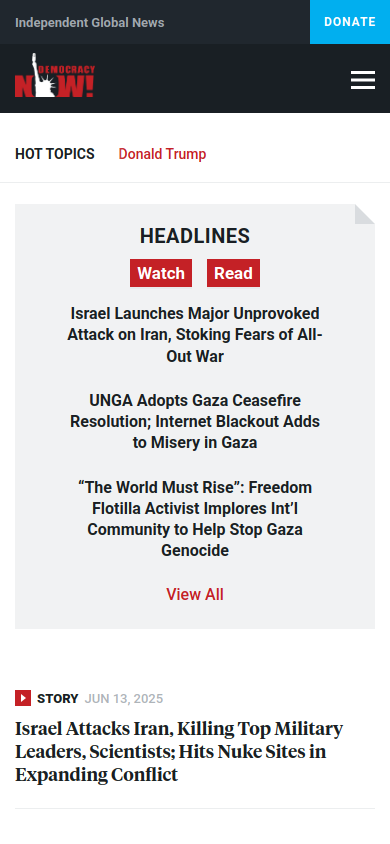 Independent Global News
DONATE
DEMOCRACY
NOW!
HOT TOPICS
Donald Trump
HEADLINES
Watch
Read
Israel Launches Major Unprovoked
Attack on Iran, Stoking Fears of All-
Out War
UNGA Adopts Gaza Ceasefire
Resolution; Internet Blackout Adds
to Misery in Gaza
“The World Must Rise”: Freedom
Flotilla Activist Implores Int’l
Community to Help Stop Gaza
Genocide
View All
STORY JUN 13, 2025
Israel Attacks Iran, Killing Top Military
Leaders, Scientists; Hits Nuke Sites in
Expanding Conflict